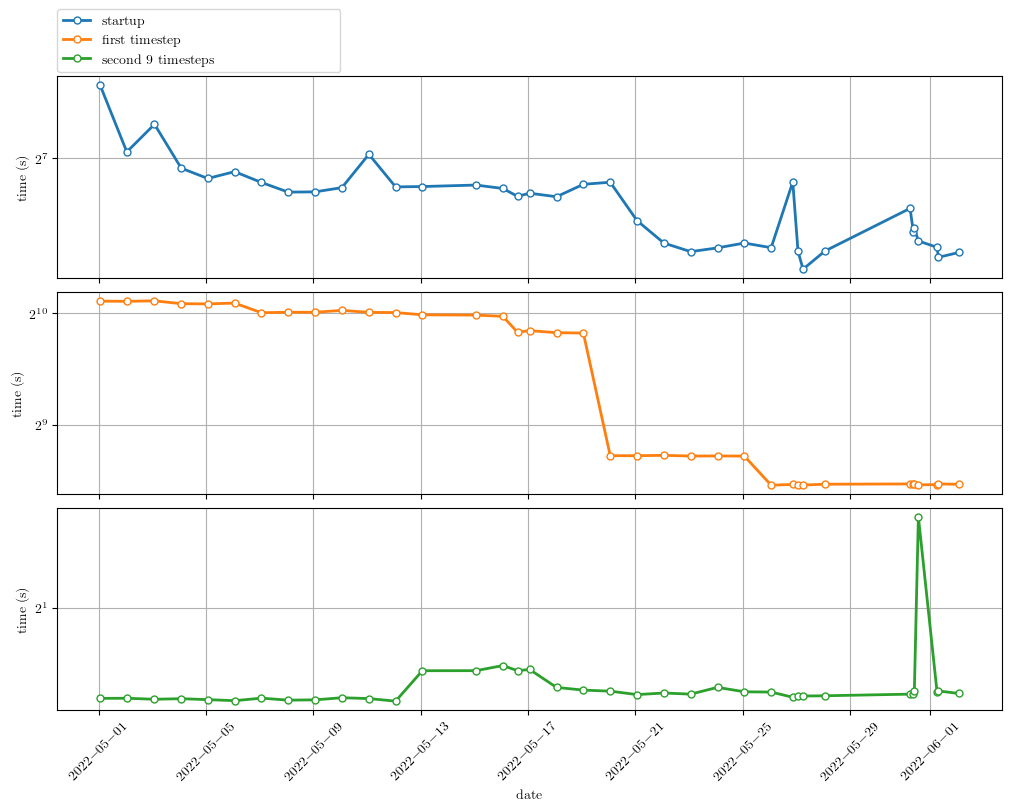 startup
first timestep
second 9 timesteps
time (s)
2^7
time (s)
2^10
2^9
time (s)
2^1
2022−05−01
2022−05−05
2022−05−09
2022−05−13
2022−05−17
2022−05−21
2022−05−25
2022−05−29
2022−06−01
date